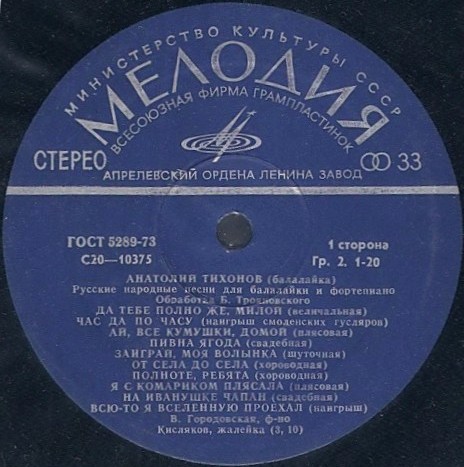 МИНИСТЕРСТВО КУЛЬТУРЫ СССР
МЕЛОДИЯ
ВСЕСОЮЗНАЯ ФИРМА ГРАМПЛАСТИНОК
СТЕРЕО
33
АПРЕЛЕВСКИЙ ОРДЕНА ЛЕНИНА ЗАВОД
ГОСТ 5289-73
С20—10375
1 сторона
Гр. 2. 1-20
АНАТОЛИЙ ТИХОНОВ (балалайка)
Русские народные песни для балалайки и фортепиано
Обработка Б. Трояновского
ДА ТЕБЕ ПОЛНО ЖЕ, МИЛОЙ (величальная)
ЧАС ДА ПО ЧАСУ (наигрыш смоленских гусляров)
АЙ, ВСЕ КУМУШКИ, ДОМОЙ (плясовая)
ПИВНА ЯГОДА (свадебная)
ЗАИГРАЙ, МОЯ ВОЛЫНКА (шуточная)
ОТ СЕЛА ДО СЕЛА (хороводная)
ПОЛНОТЕ, РЕБЯТА (хороводная)
Я С КОМАРИКОМ ПЛЯСАЛА (плясовая)
НА ИВАНУШКЕ ЧАПАН (свадебная)
ВСЮ-ТО Я ВСЕЛЕННУЮ ПРОЕХАЛ (наигрыш)
В. Городовская, ф-но
Кисляков, жалейка (3, 10)